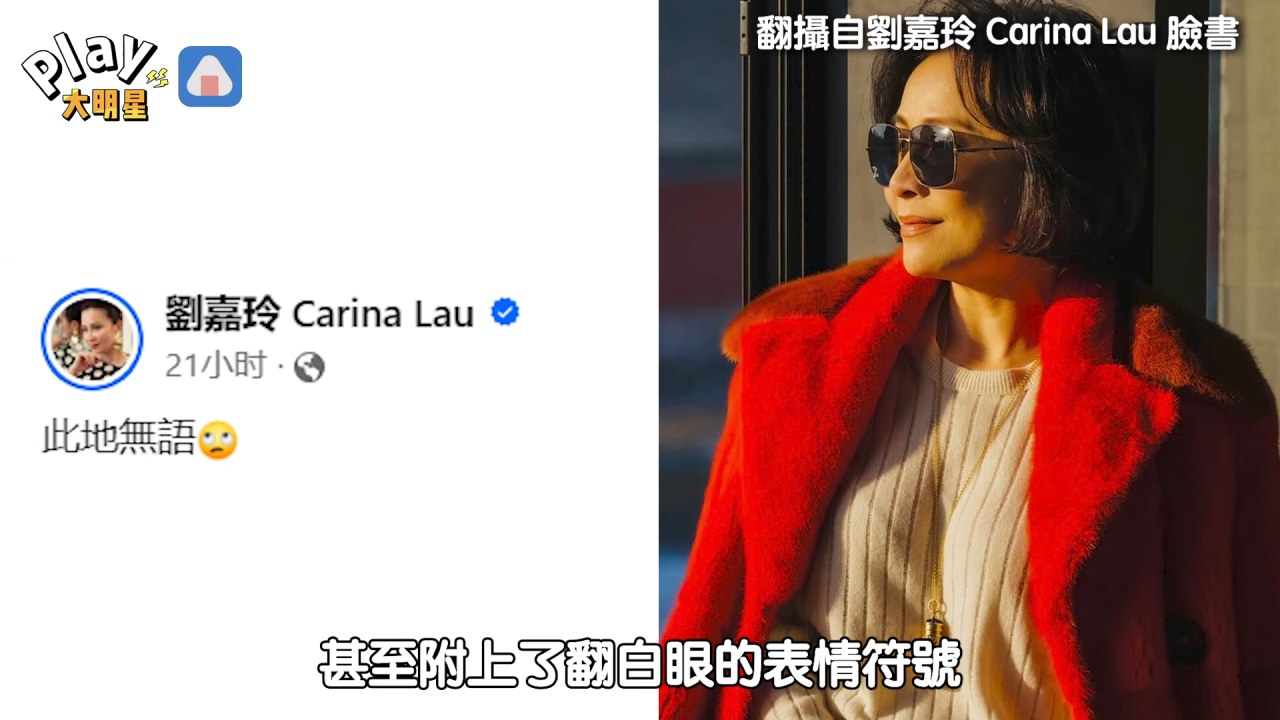 Play
大明星
翻攝自劉嘉玲 Carina Lau 臉書
劉嘉玲 Carina Lau
21小时 ·
此地無語🙄
甚至附上了翻白眼的表情符號